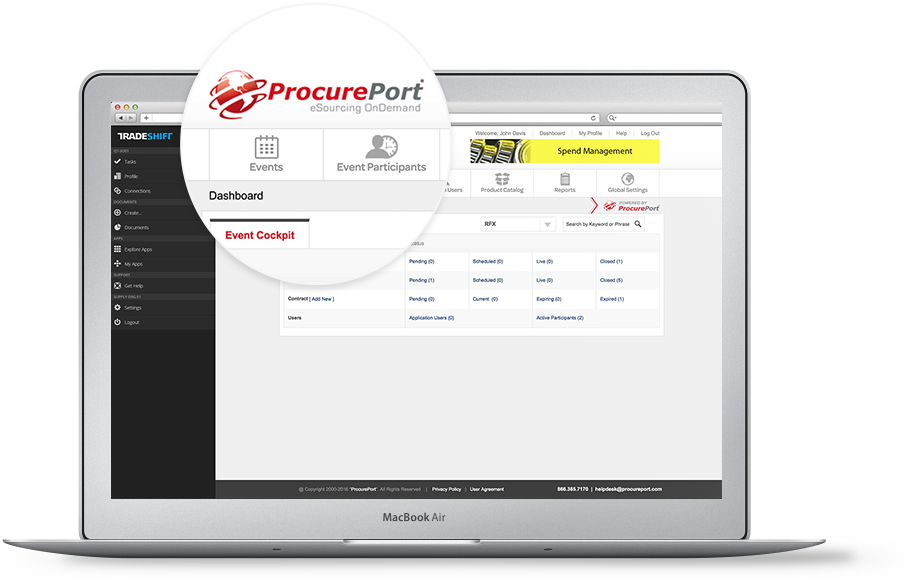 ProcurePort
eSourcing OnDemand
Events
Event Participants
Dashboard
Event Cockpit
TRADESHIFT
Tasks
Profile
Connections
DOCUMENTS
Create...
Documents
APPS
Explore Apps
My Apps
SUPPORT
Get Help
Settings
Logout
Welcome, John Davis Dashboard My Profile Help Log Out
Spend Management
Users Product Catalog Reports Global Settings
POWERED BY
ProcurePort
RFX Search by Keyword or Phrase
Pending (0) Scheduled (0) Live (0) Closed (1)
Pending (1) Scheduled (0) Live (0) Closed (5)
Contract [ Add New ] Pending (0) Current (0) Expiring (0) Expired (1)
Users Application Users (0) Active Participants (2)
@ Copyright 2000-2016 "ProcurePort". All Rights Reserved | Privacy Policy | User Agreement 866.385.7170 | helpdesk@procureport.com
MacBook Air